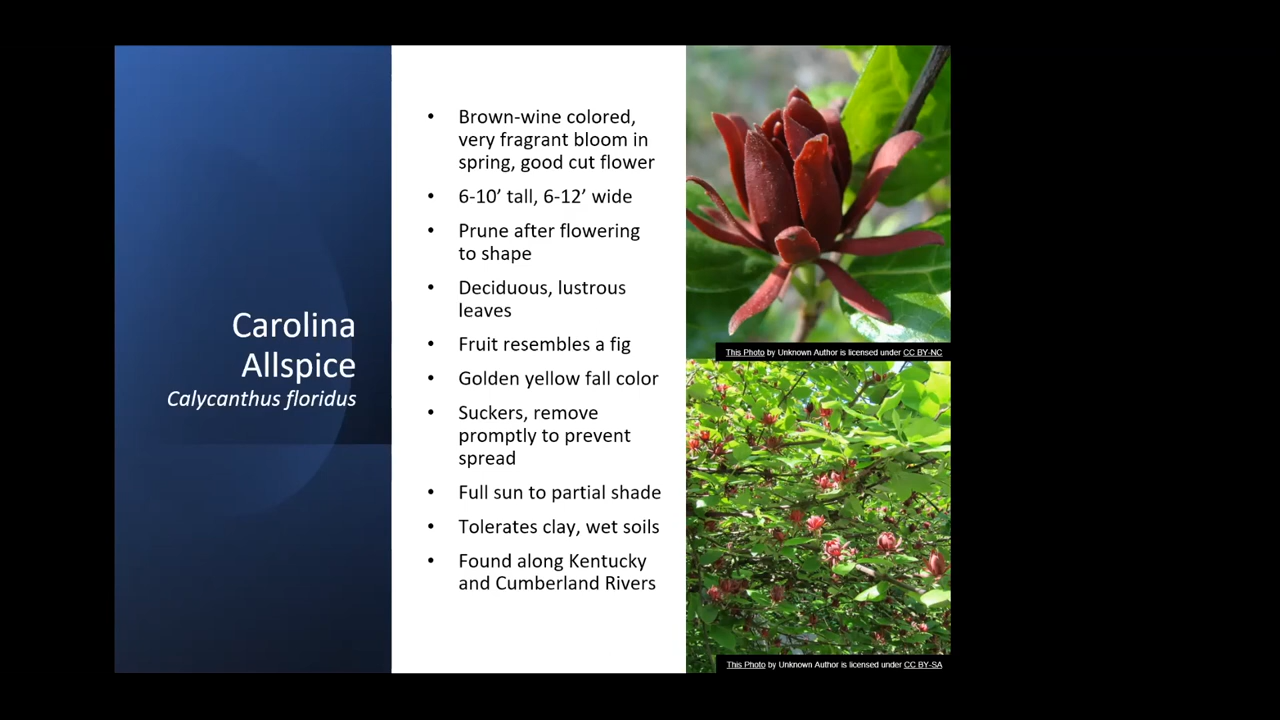 Carolina
Allspice
Calycanthus floridus
• Brown-wine colored,
very fragrant bloom in
spring, good cut flower
• 6-10’ tall, 6-12’ wide
• Prune after flowering
to shape
• Deciduous, lustrous
leaves
• Fruit resembles a fig
• Golden yellow fall color
• Suckers, remove
promptly to prevent
spread
• Full sun to partial shade
• Tolerates clay, wet soils
• Found along Kentucky
and Cumberland Rivers
This Photo by Unknown Author is licensed under CC BY-NC
This Photo by Unknown Author is licensed under CC BY-SA